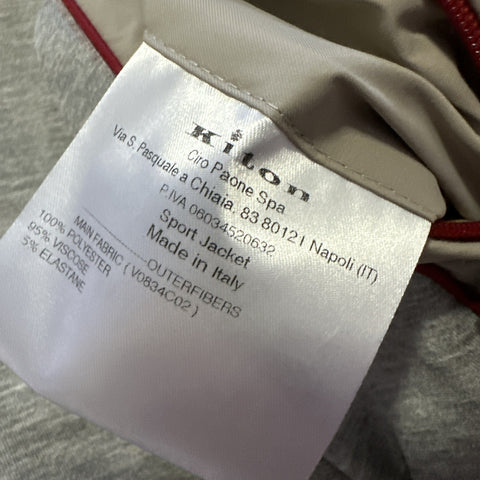 Kiton
Ciro Paone Spa
Via S. Pasquale a Chiaia, 83 80121 Napoli (IT)
P.IVA 06034520632
Sport Jacket
Made in Italy
----------OUTERFIBERS
MAIN FABRIC ( V0834C02 )
100% POLYESTER
95% VISCOSE
5% ELASTANE